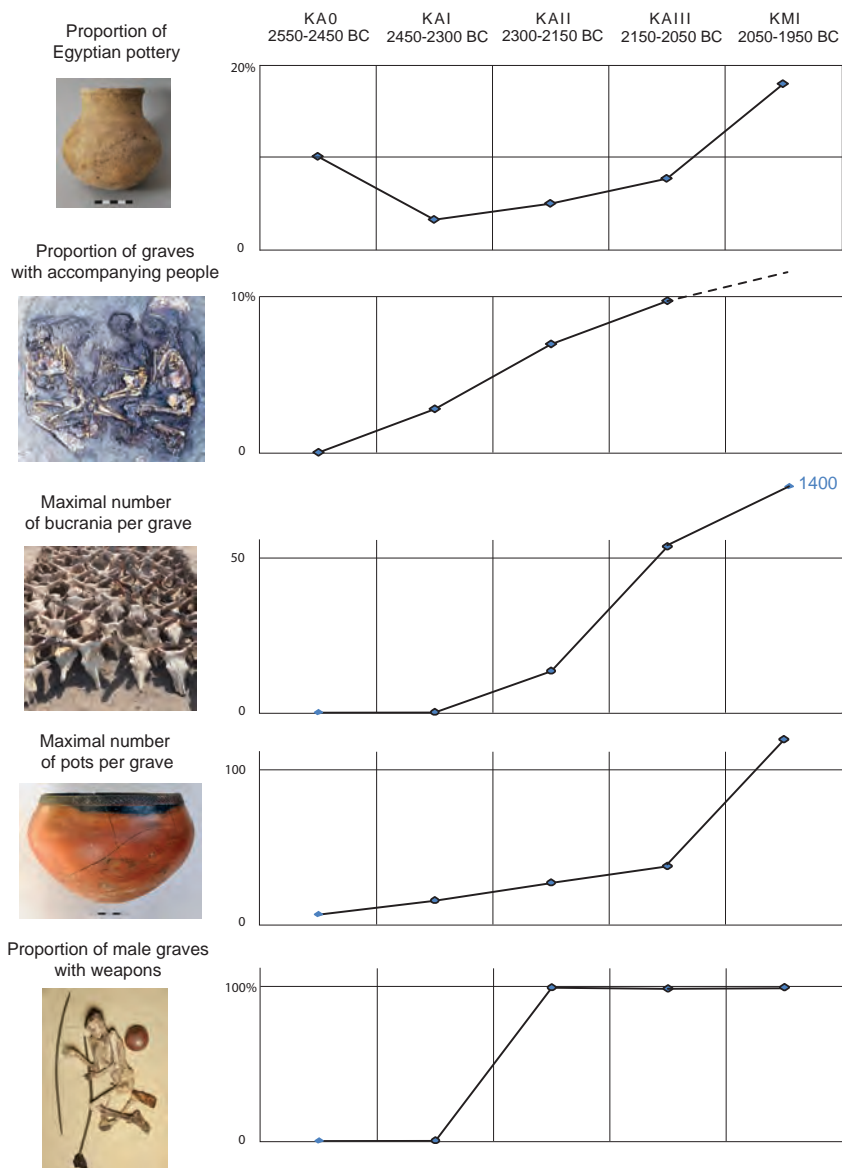 KA0 KAI KAII KAIII KMI
2550-2450 BC 2450-2300 BC 2300-2150 BC 2150-2050 BC 2050-1950 BC
Proportion of
Egyptian pottery
20%
0
Proportion of graves
with accompanying people
10%
0
Maximal number
of bucrania per grave
1400
50
0
Maximal number
of pots per grave
100
0
Proportion of male graves
with weapons
100%
0